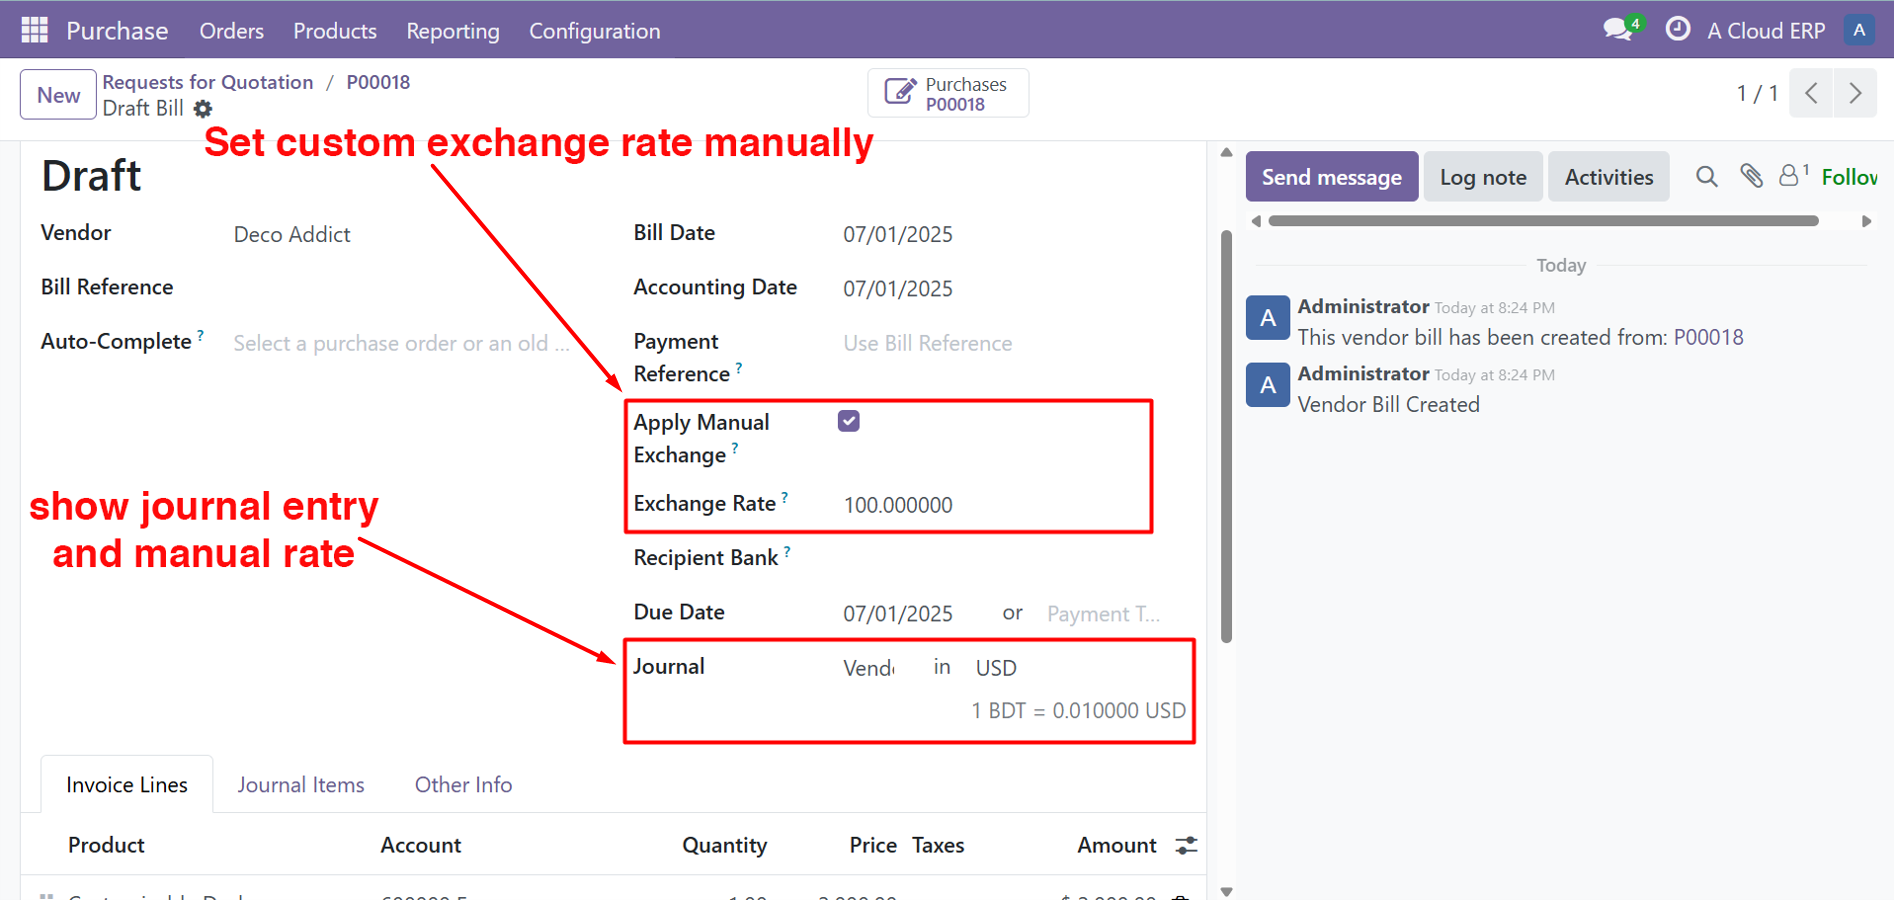 Purchase Orders Products Reporting Configuration 4 A Cloud ERP A
New Requests for Quotation / P00018
Draft Bill
Purchases
P00018
1 / 1
Set custom exchange rate manually
Draft
Send message Log note Activities 1 Follow
Vendor Deco Addict
Bill Date 07/01/2025
Bill Reference
Accounting Date 07/01/2025
Auto-Complete ? Select a purchase order or an old ...
Payment Reference ? Use Bill Reference
Apply Manual
Exchange ?
Exchange Rate ? 100.000000
show journal entry
and manual rate
Recipient Bank ?
Due Date 07/01/2025 or Payment T...
Journal in USD
1 BDT = 0.010000 USD
Today
A Administrator Today at 8:24 PM
This vendor bill has been created from: P00018
A Administrator Today at 8:24 PM
Vendor Bill Created
Invoice Lines Journal Items Other Info
Product Account Quantity Price Taxes Amount